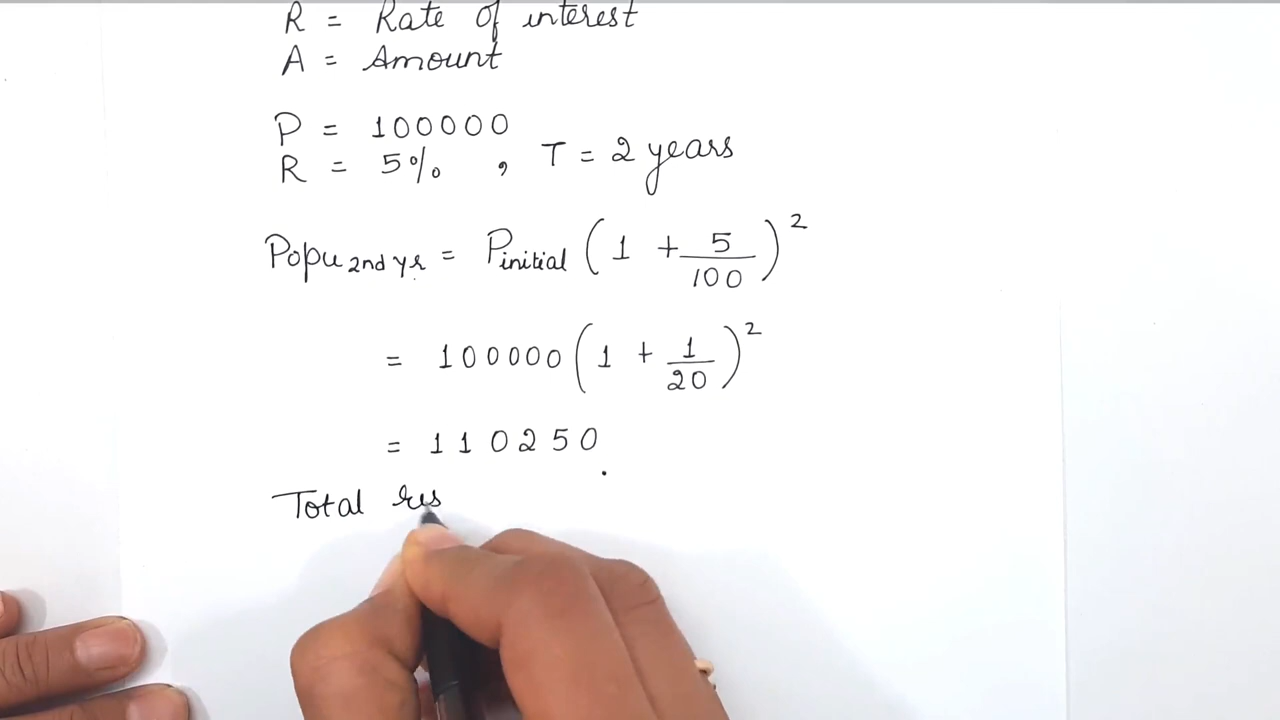 R = Rate of interest
A = Amount
P = 100000
R = 5% , T = 2 years
Popu 2nd yr = Pinitial (1 + 5/100)²
= 100000 (1 + 1/20)²
= 110250.
Total